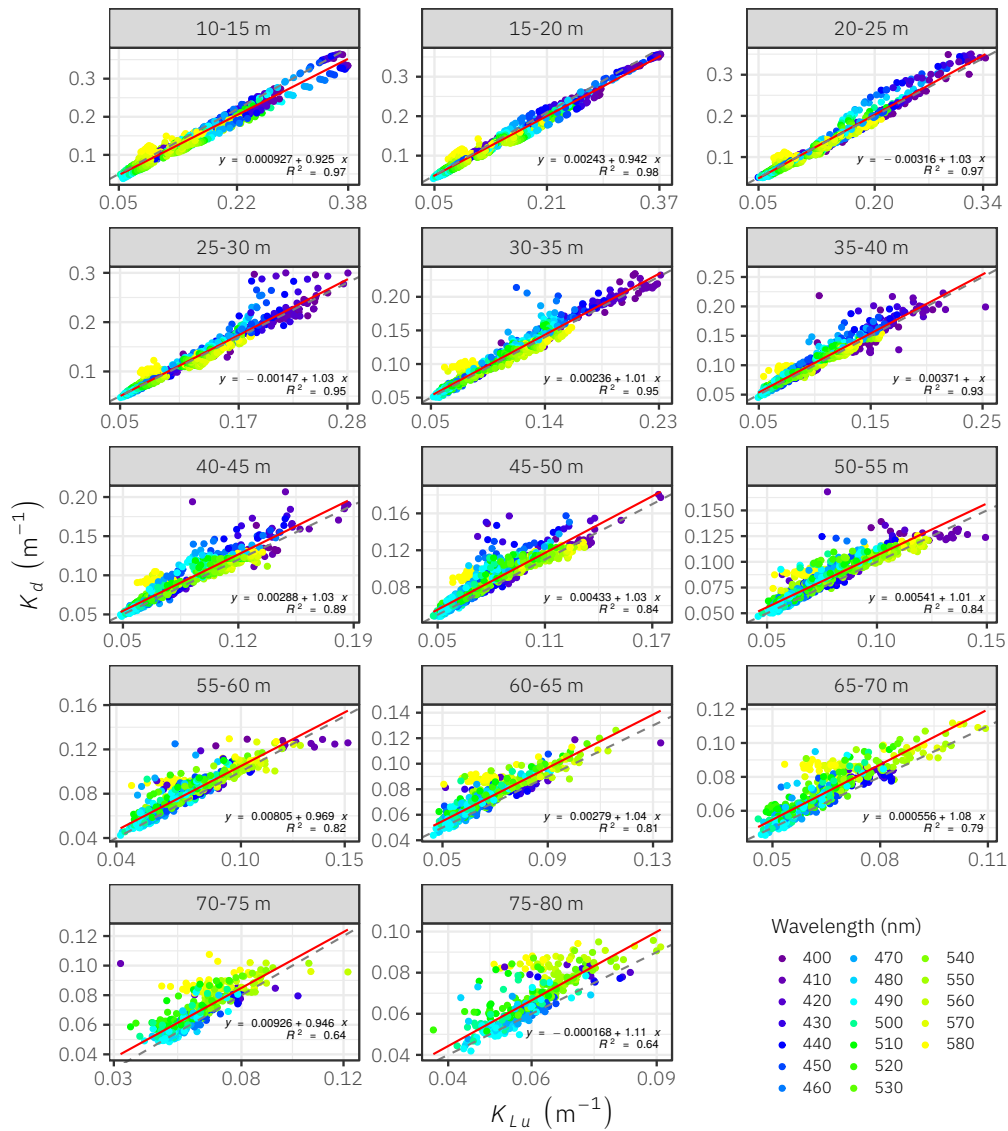 10-15 m 15-20 m 20-25 m
0.3 0.3 0.3
0.2 0.2 0.2
0.1 0.1 0.1
y = 0.000927 + 0.925 x y = 0.00243 + 0.942 x y = − 0.00316 + 1.03 x
R² = 0.97 R² = 0.98 R² = 0.97
0.05 0.22 0.38 0.05 0.21 0.37 0.05 0.20 0.34
25-30 m 30-35 m 35-40 m
0.3 0.20 0.25
0.2 0.15 0.20
0.1 0.10 0.15
0.05 0.10
0.05
y = − 0.00147 + 1.03 x y = 0.00236 + 1.01 x y = 0.00371 + x
R² = 0.95 R² = 0.95 R² = 0.93
0.05 0.17 0.28 0.05 0.14 0.23 0.05 0.15 0.25
40-45 m 45-50 m 50-55 m
0.20 0.16 0.150
0.15 0.12 0.125
0.10 0.08 0.100
0.05 0.075
0.050
y = 0.00288 + 1.03 x y = 0.00433 + 1.03 x y = 0.00541 + 1.01 x
R² = 0.89 R² = 0.84 R² = 0.84
0.05 0.12 0.19 0.05 0.11 0.17 0.05 0.10 0.15
K d (m⁻¹)
55-60 m 60-65 m 65-70 m
0.16 0.14 0.12
0.12 0.12 0.10
0.08 0.10 0.08
0.04 0.08 0.06
0.06
0.04
y = 0.00805 + 0.969 x y = 0.00279 + 1.04 x y = 0.000556 + 1.08 x
R² = 0.82 R² = 0.81 R² = 0.79
0.04 0.10 0.15 0.05 0.09 0.13 0.05 0.08 0.11
70-75 m 75-80 m
0.12 0.10
0.10 0.08
0.08 0.06
0.06 0.04
0.04
y = 0.00926 + 0.946 x y = − 0.000168 + 1.11 x
R² = 0.64 R² = 0.64
0.03 0.08 0.12 0.04 0.06 0.09
K Lu (m⁻¹)
Wavelength (nm)
400 470 540
410 480 550
420 490 560
430 500 570
440 510 580
450 520
460 530